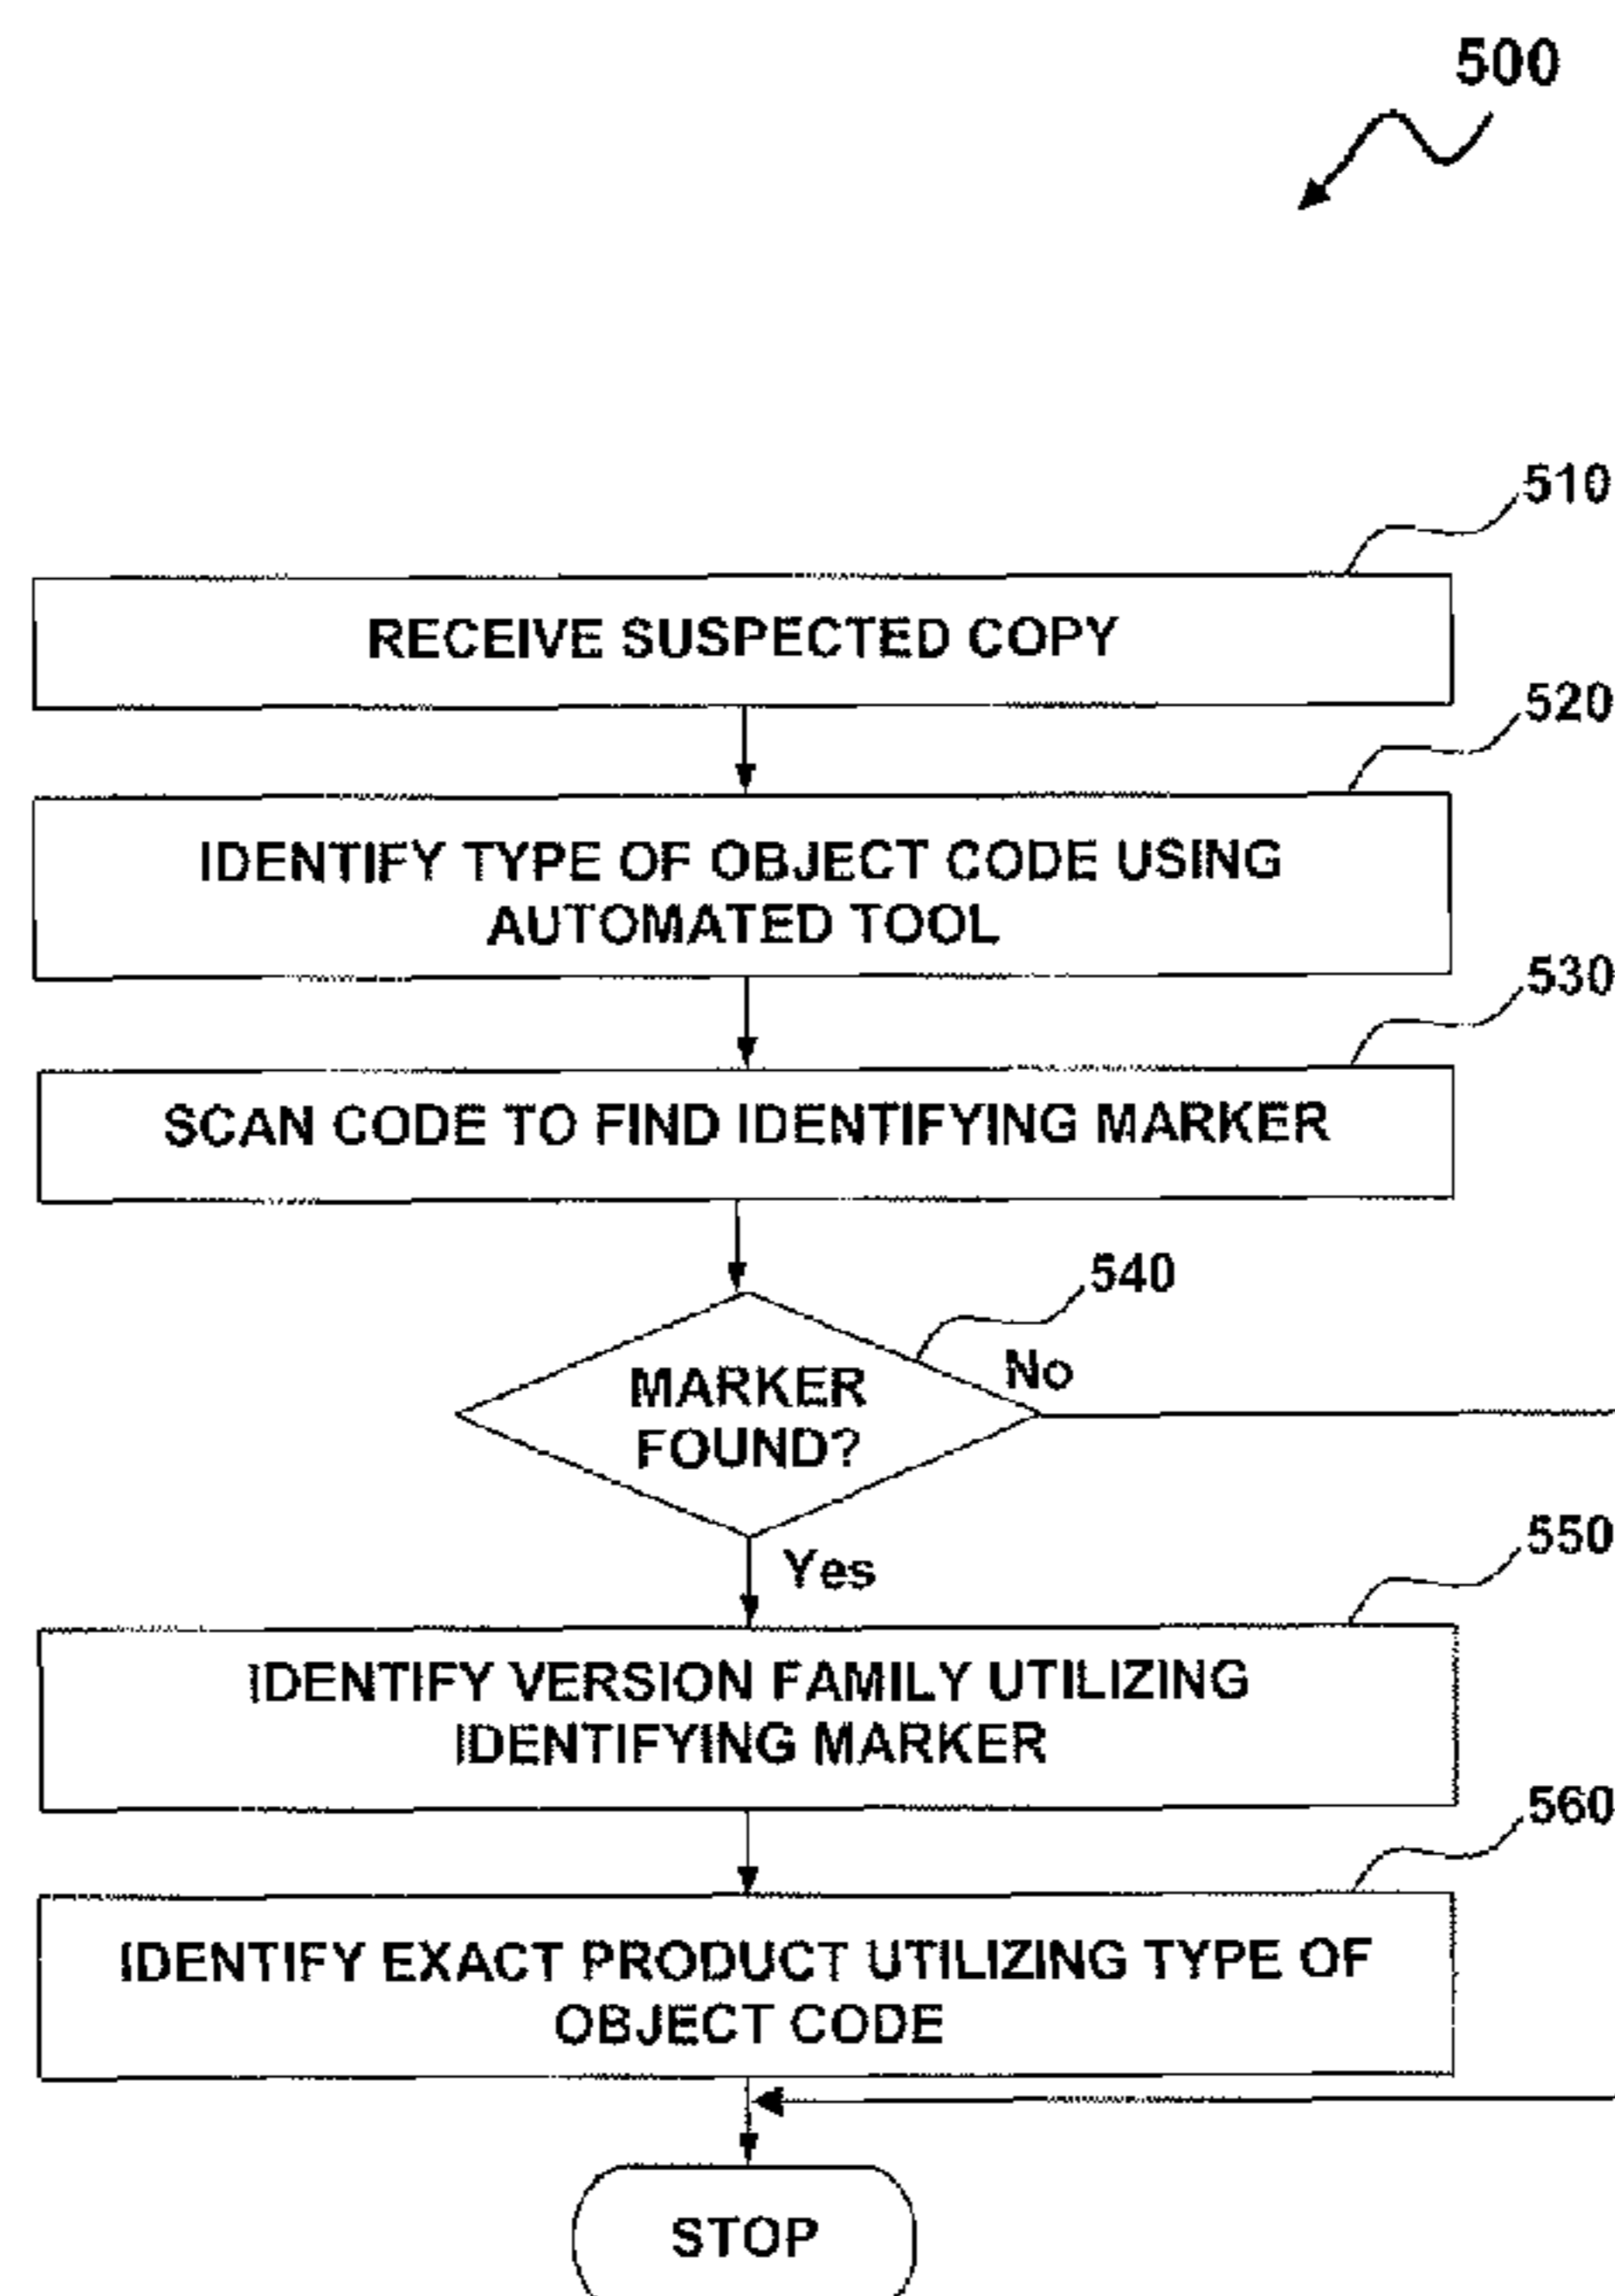 500
510
RECEIVE SUSPECTED COPY
520
IDENTIFY TYPE OF OBJECT CODE USING
AUTOMATED TOOL
530
SCAN CODE TO FIND IDENTIFYING MARKER
540
No
MARKER
FOUND?
Yes
550
IDENTIFY VERSION FAMILY UTILIZING
IDENTIFYING MARKER
560
IDENTIFY EXACT PRODUCT UTILIZING TYPE OF
OBJECT CODE
STOP